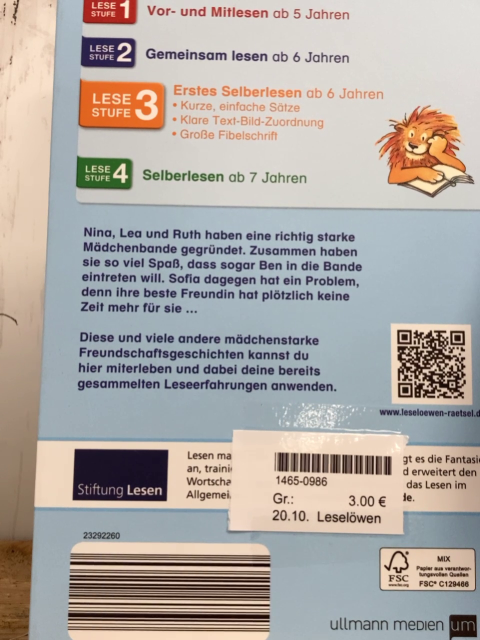 LESE STUFE 1 Vor- und Mitlesen ab 5 Jahren
LESE STUFE 2 Gemeinsam lesen ab 6 Jahren
LESE STUFE 3 Erstes Selberlesen ab 6 Jahren
• Kurze, einfache Sätze
• Klare Text-Bild-Zuordnung
• Große Fibelschrift
LESE STUFE 4 Selberlesen ab 7 Jahren
Nina, Lea und Ruth haben eine richtig starke
Mädchenbande gegründet. Zusammen haben
sie so viel Spaß, dass sogar Ben in die Bande
eintreten will. Sofia dagegen hat ein Problem,
denn ihre beste Freundin hat plötzlich keine
Zeit mehr für sie ...
Diese und viele andere mädchenstarke
Freundschaftsgeschichten kannst du
hier miterleben und dabei deine bereits
gesammelten Leseerfahrungen anwenden.
www.leseloewen-raetsel.d
Stiftung Lesen
Lesen ma
an, traini
Wortscha
Allgemei
1465-0986
Gr.: 3.00 €
20.10. Leselöwen
gt es die Fantasie
d erweitert den
das Lesen im
de.
23292260
FSC
www.fsc.org
MIX
Papier aus verantwor-
tungsvollen Quellen
FSC® C129466
ullmann medien um